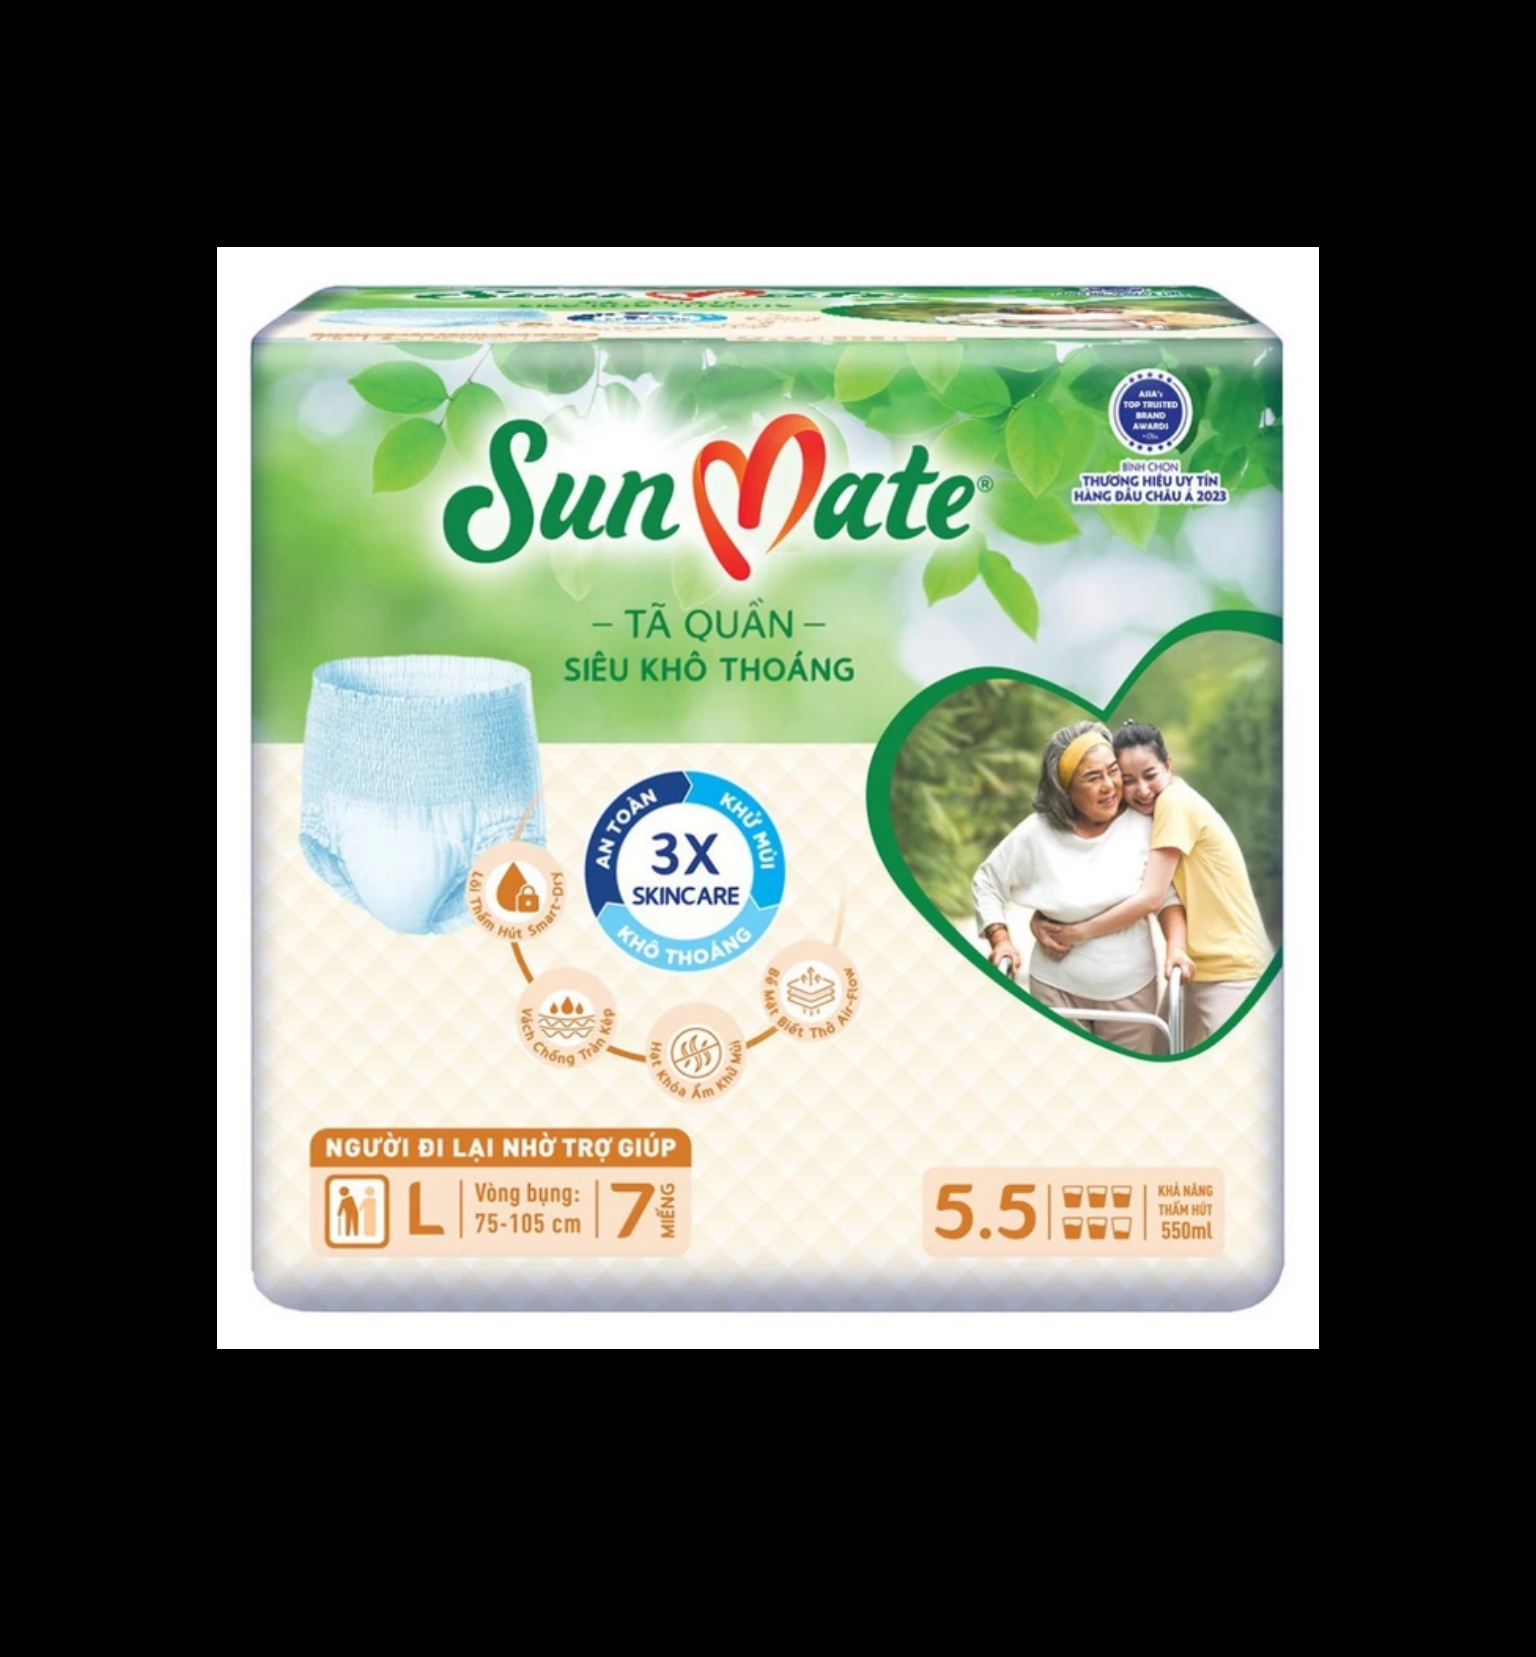 SunMate®
ASIA's
TOP TRUSTED
BRAND
AWARDS
BÌNH CHỌN
THƯƠNG HIỆU UY TÍN
HÀNG ĐẦU CHÂU Á 2023
– TÃ QUẦN –
SIÊU KHÔ THOÁNG
AN TOÀN
KHỬ MÙI
3X
SKINCARE
KHÔ THOÁNG
Lõi Thấm Hút Smart-Dry
Vách Chống Tràn Kép
Hạt Khóa Ẩm Khử Mùi
Bề Mặt Biết Thở Air-Flow
NGƯỜI ĐI LẠI NHỜ TRỢ GIÚP
L
Vòng bụng:
75-105 cm
7 MIẾNG
5.5
KHẢ NĂNG
THẤM HÚT
550ml